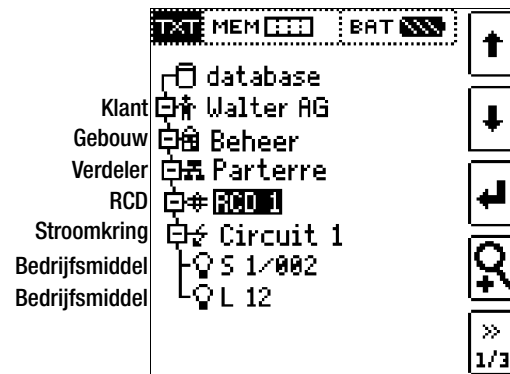 TXT MEM BAT
database
Klant Walter AG
Gebouw Beheer
Verdeler Parterre
RCD RCD 1
Stroomkring Circuit 1
Bedrijfsmiddel S 1/002
Bedrijfsmiddel L 12
»
1/3